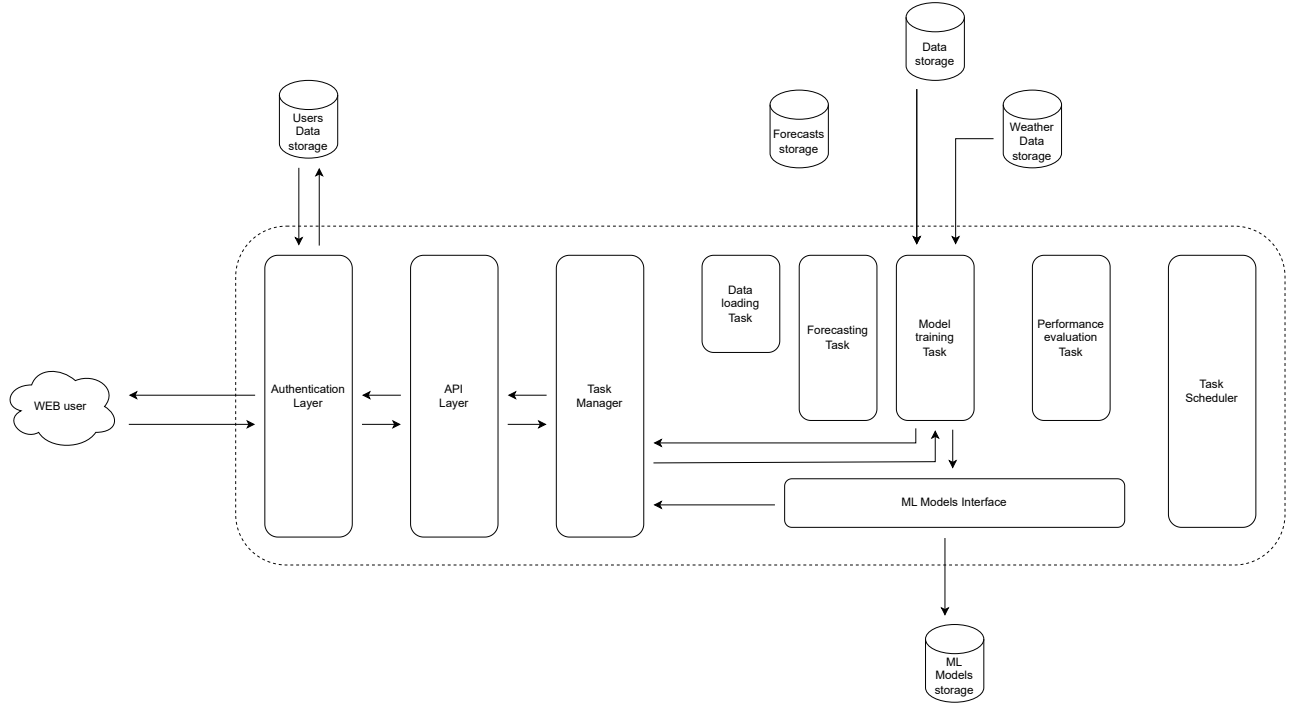 Data
storage
Users
Data
storage
Forecasts
storage
Weather
Data
storage
WEB user
Authentication
Layer
API
Layer
Task
Manager
Data
loading
Task
Forecasting
Task
Model
training
Task
Performance
evaluation
Task
Task
Scheduler
ML Models Interface
ML
Models
storage